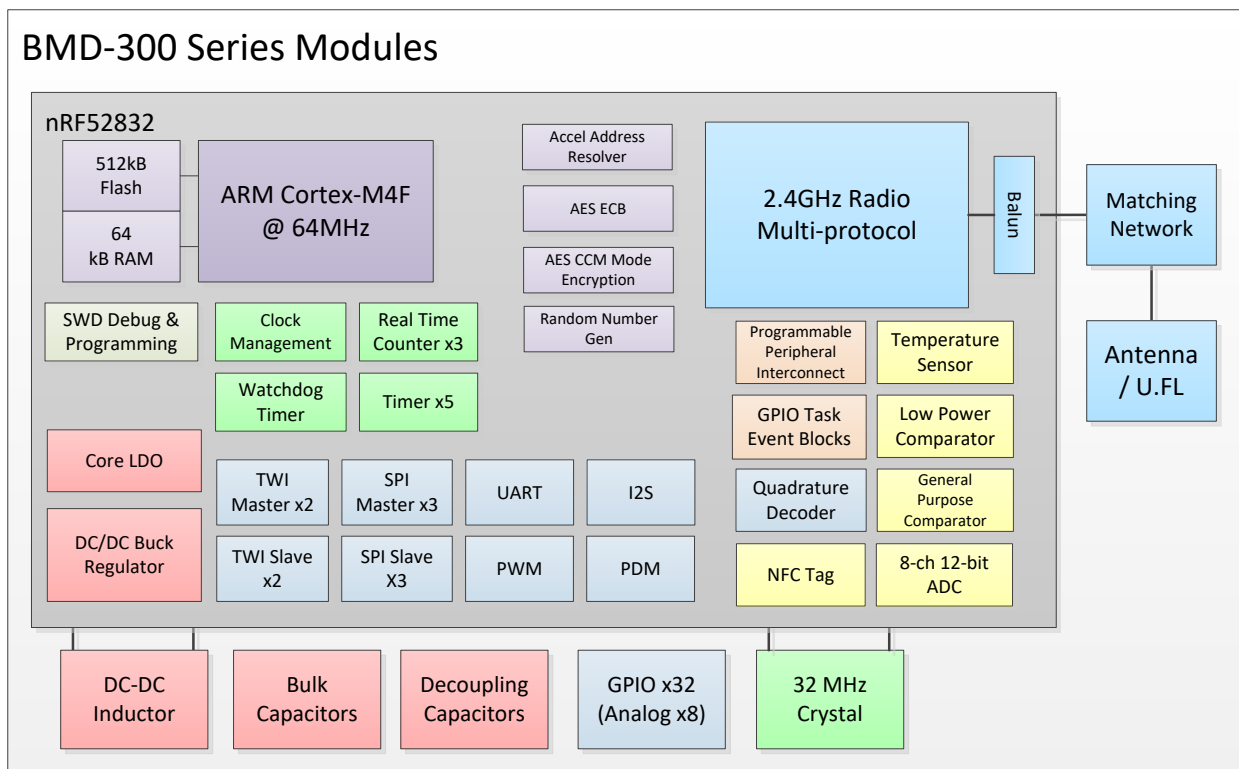 BMD-300 Series Modules
nRF52832
512kB
Flash
64
kB RAM
ARM Cortex-M4F
@ 64MHz
Accel Address
Resolver
AES ECB
AES CCM Mode
Encryption
Random Number
Gen
2.4GHz Radio
Multi-protocol
Balun
Matching
Network
Antenna
/ U.FL
SWD Debug &
Programming
Clock
Management
Real Time
Counter x3
Watchdog
Timer
Timer x5
Programmable
Peripheral
Interconnect
Temperature
Sensor
GPIO Task
Event Blocks
Low Power
Comparator
Core LDO
DC/DC Buck
Regulator
TWI
Master x2
SPI
Master x3
UART
I2S
TWI Slave
x2
SPI Slave
X3
PWM
PDM
Quadrature
Decoder
General
Purpose
Comparator
NFC Tag
8-ch 12-bit
ADC
DC-DC
Inductor
Bulk
Capacitors
Decoupling
Capacitors
GPIO x32
(Analog x8)
32 MHz
Crystal